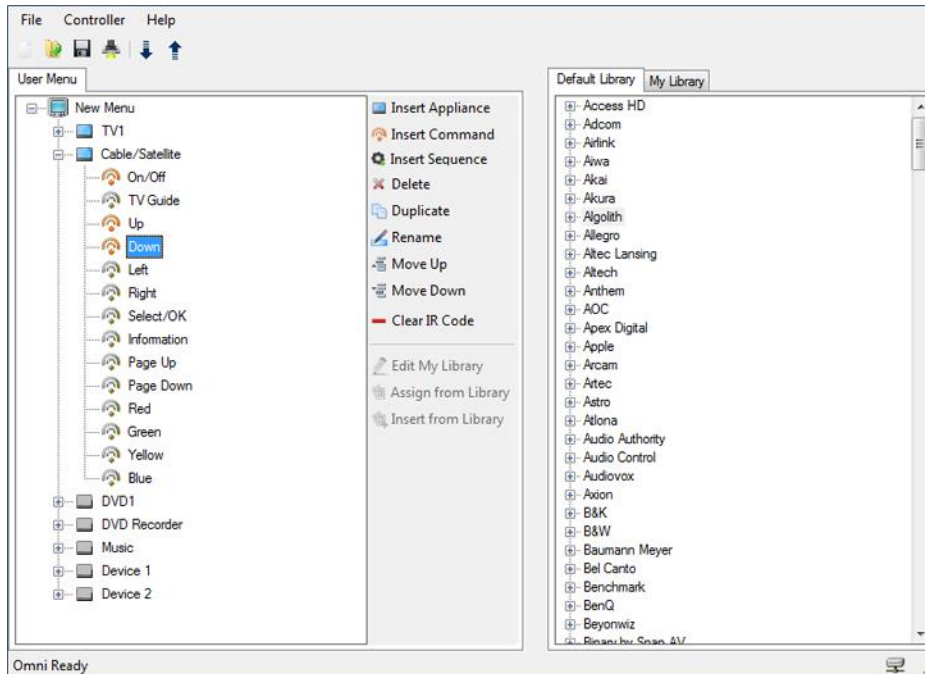 File Controller Help
User Menu
New Menu
TV1
Cable/Satellite
On/Off
TV Guide
Up
Down
Left
Right
Select/OK
Information
Page Up
Page Down
Red
Green
Yellow
Blue
DVD1
DVD Recorder
Music
Device 1
Device 2
Insert Appliance
Insert Command
Insert Sequence
Delete
Duplicate
Rename
Move Up
Move Down
Clear IR Code
Edit My Library
Assign from Library
Insert from Library
Default Library My Library
Access HD
Adcom
Airlink
Aiwa
Akai
Akura
Algolith
Allegro
Altec Lansing
Altech
Anthem
AOC
Apex Digital
Apple
Arcam
Artec
Astro
Atlona
Audio Authority
Audio Control
Audiovox
Axion
B&K
B&W
Baumann Meyer
Bel Canto
Benchmark
BenQ
Beyonwiz
Binary by Snap AV
Omni Ready